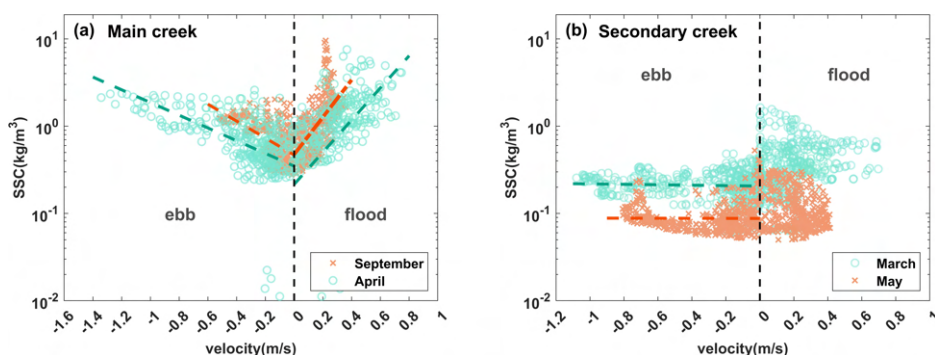 (a) Main creek
SSC(kg/m³)
10¹
10⁰
10⁻¹
10⁻²
ebb
flood
September
April
-1.6 -1.4 -1.2 -1 -0.8 -0.6 -0.4 -0.2 0 0.2 0.4 0.6 0.8 1
velocity(m/s)
(b) Secondary creek
SSC(kg/m³)
10¹
10⁰
10⁻¹
10⁻²
ebb
flood
March
May
-1.2 -1 -0.8 -0.6 -0.4 -0.2 0 0.2 0.4 0.6 0.8 1
velocity(m/s)